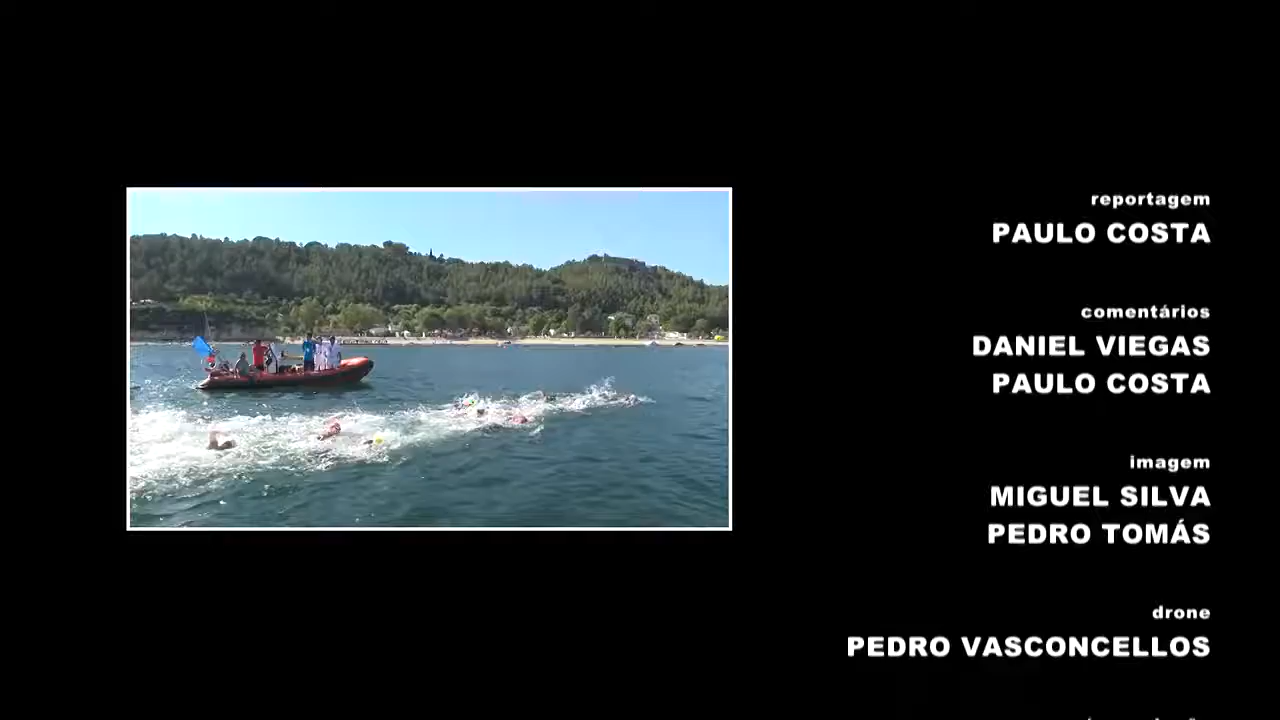 reportagem
PAULO COSTA
comentários
DANIEL VIEGAS
PAULO COSTA
imagem
MIGUEL SILVA
PEDRO TOMÁS
drone
PEDRO VASCONCELLOS